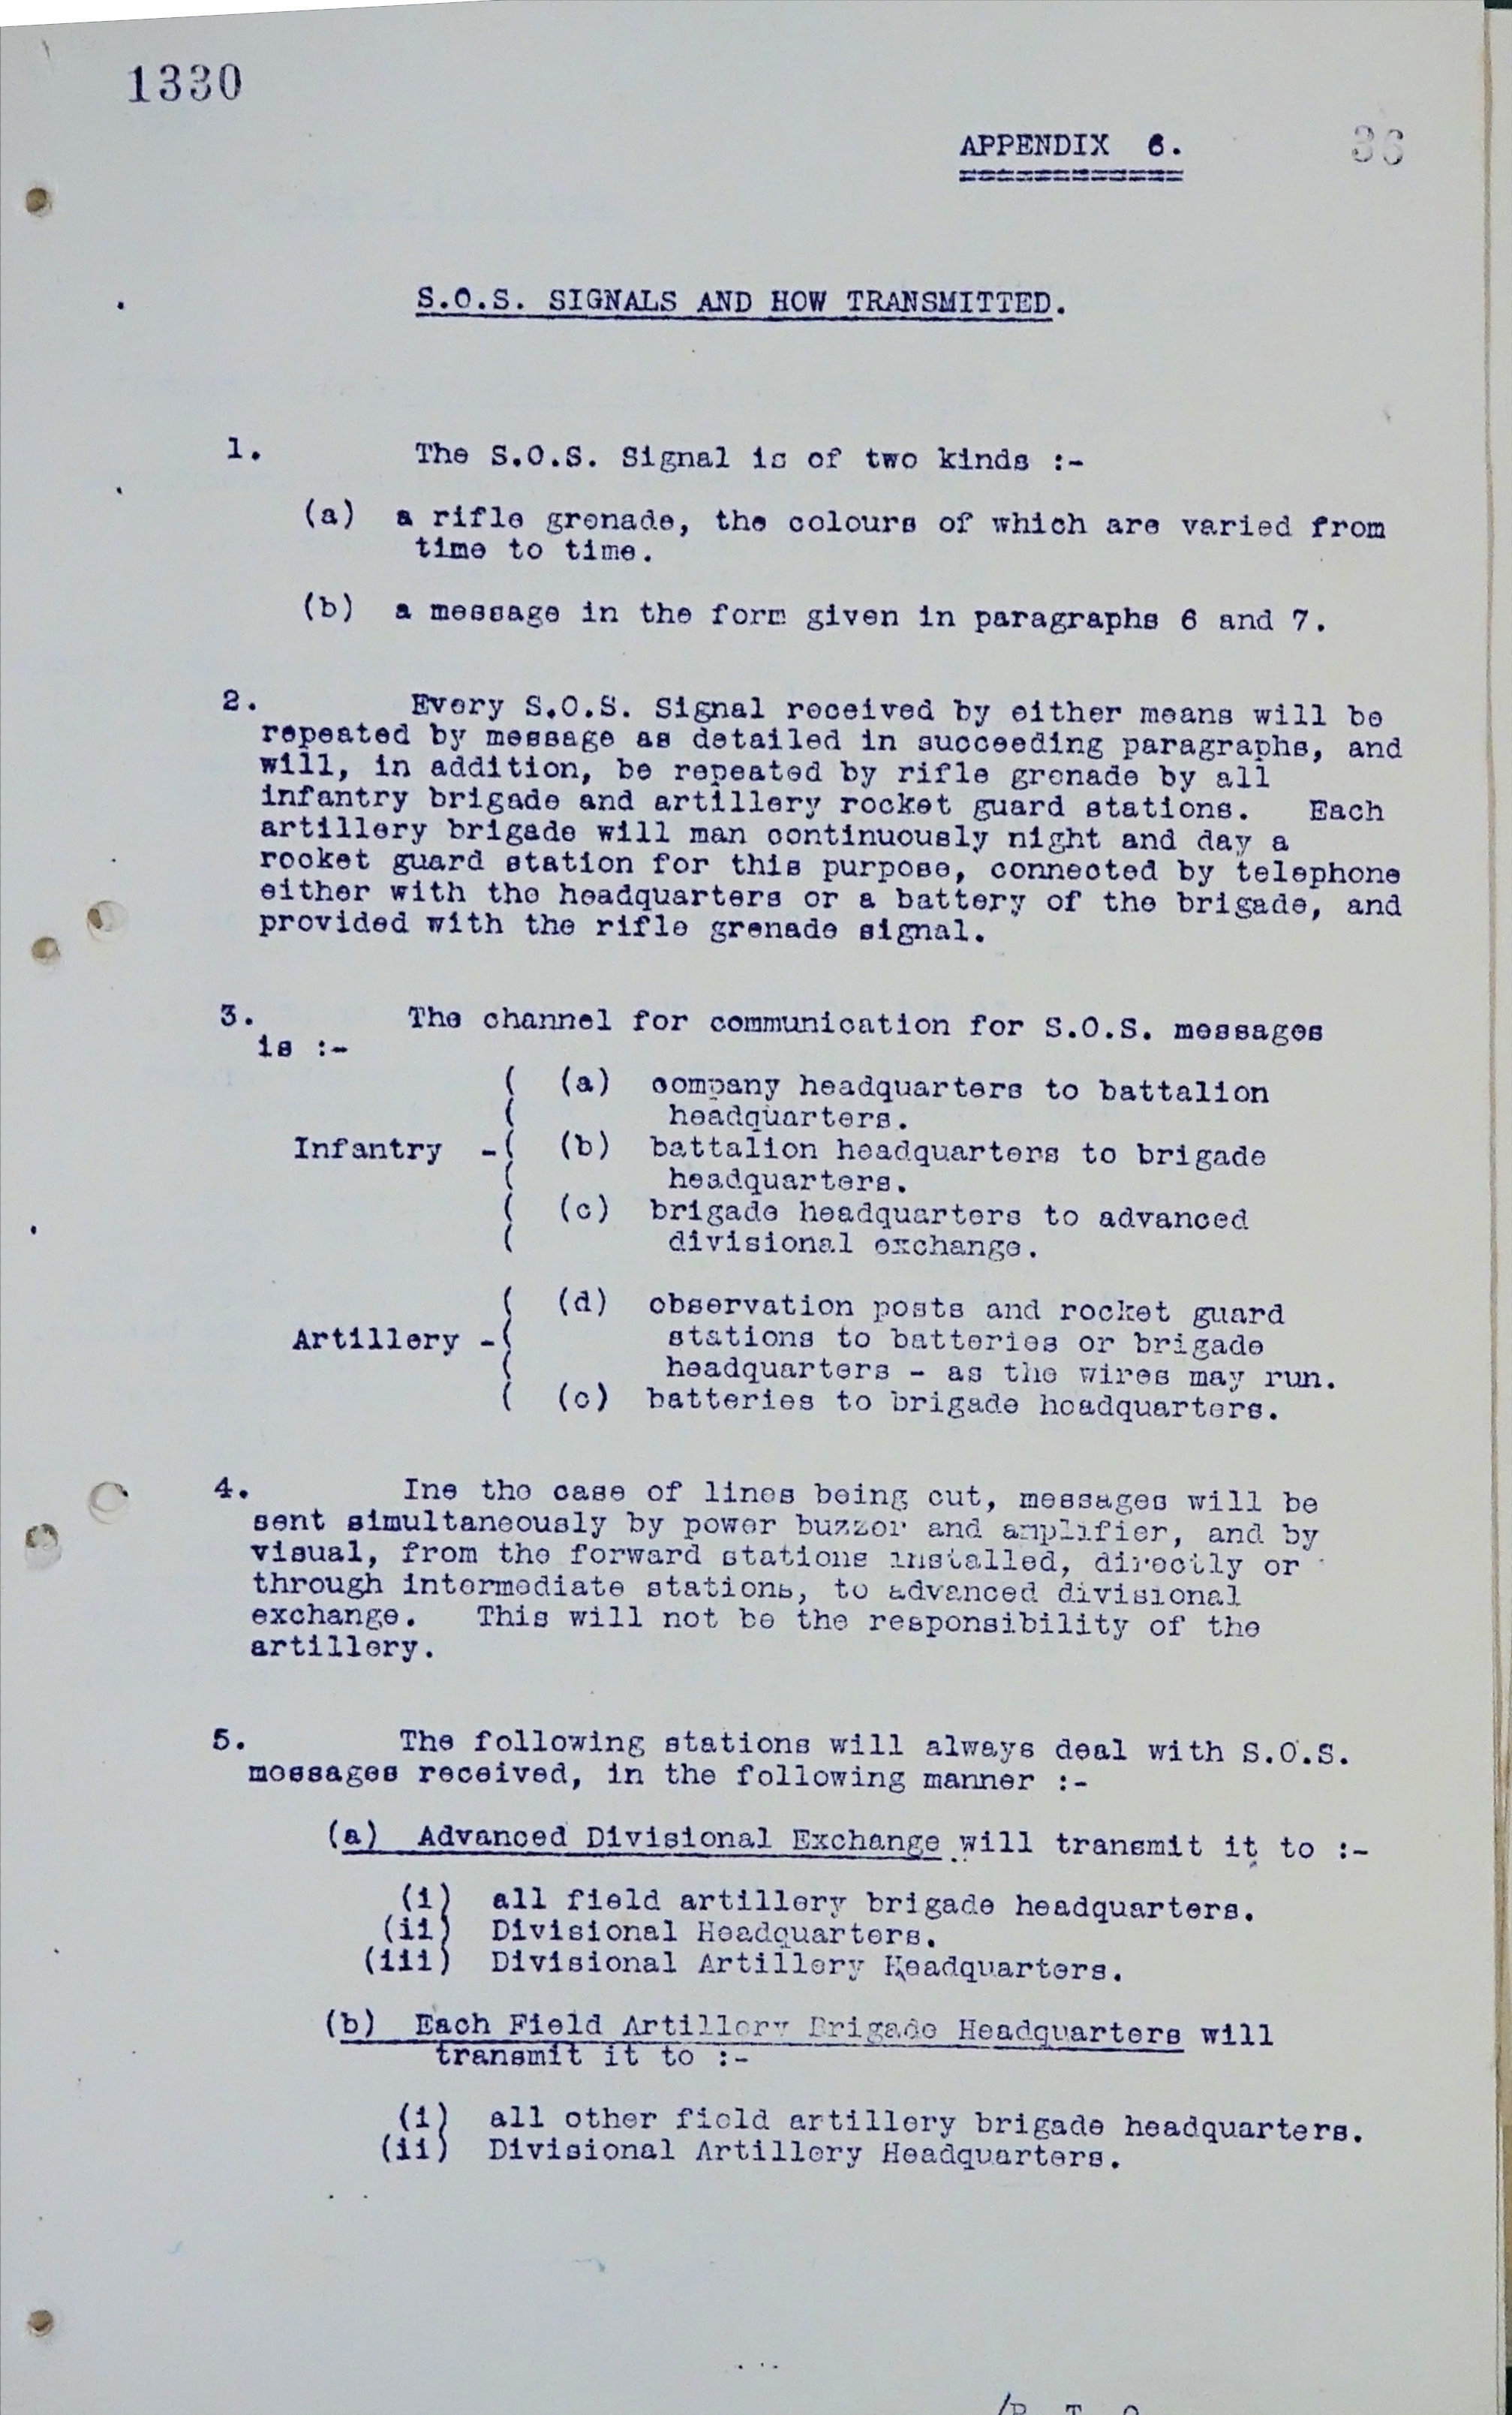 1330
APPENDIX 6.
36
S.O.S. SIGNALS AND HOW TRANSMITTED.
1. The S.O.S. Signal is of two kinds :-
(a) a rifle grenade, the colours of which are varied from
time to time.
(b) a message in the form given in paragraphs 6 and 7.
2. Every S.O.S. Signal received by either means will be
repeated by message as detailed in succeeding paragraphs, and
will, in addition, be repeated by rifle grenade by all
infantry brigade and artillery rocket guard stations. Each
artillery brigade will man continuously night and day a
rocket guard station for this purpose, connected by telephone
either with the headquarters or a battery of the brigade, and
provided with the rifle grenade signal.
3. The channel for communication for S.O.S. messages
is :-
( (a) company headquarters to battalion
( headquarters.
Infantry -( (b) battalion headquarters to brigade
( headquarters.
( (c) brigade headquarters to advanced
( divisional exchange.
( (d) observation posts and rocket guard
Artillery -( stations to batteries or brigade
( headquarters - as the wires may run.
( (e) batteries to brigade headquarters.
4. Ine the case of lines being cut, messages will be
sent simultaneously by power buzzer and amplifier, and by
visual, from the forward stations installed, directly or
through intermediate stations, to advanced divisional
exchange. This will not be the responsibility of the
artillery.
5. The following stations will always deal with S.O.S.
messages received, in the following manner :-
(a) Advanced Divisional Exchange will transmit it to :-
(i) all field artillery brigade headquarters.
(ii) Divisional Headquarters.
(iii) Divisional Artillery Headquarters.
(b) Each Field Artillery Brigade Headquarters will
transmit it to :-
(i) all other field artillery brigade headquarters.
(ii) Divisional Artillery Headquarters.
/P. T. O.